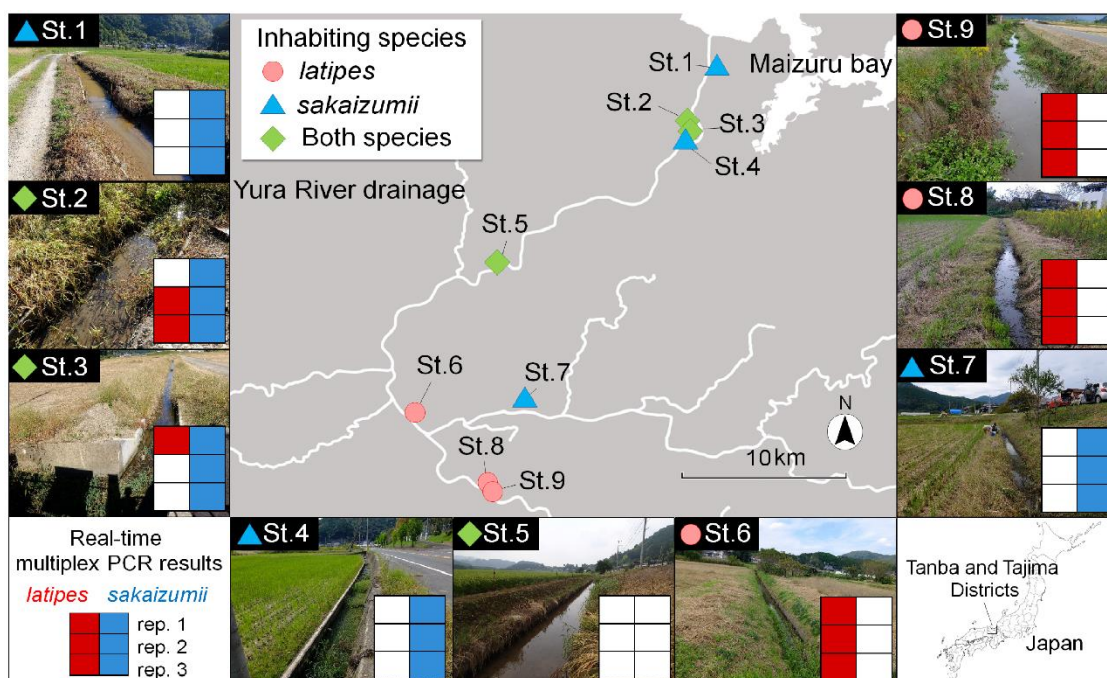 St.1
St.2
St.3
Real-time
multiplex PCR results
latipes sakaizumii
rep. 1
rep. 2
rep. 3
Inhabiting species
latipes
sakaizumii
Both species
Yura River drainage
Maizuru bay
St.1
St.2
St.3
St.4
St.5
St.6
St.7
St.8
St.9
N
10km
St.4
St.5
St.6
St.9
St.8
St.7
Tanba and Tajima
Districts
Japan